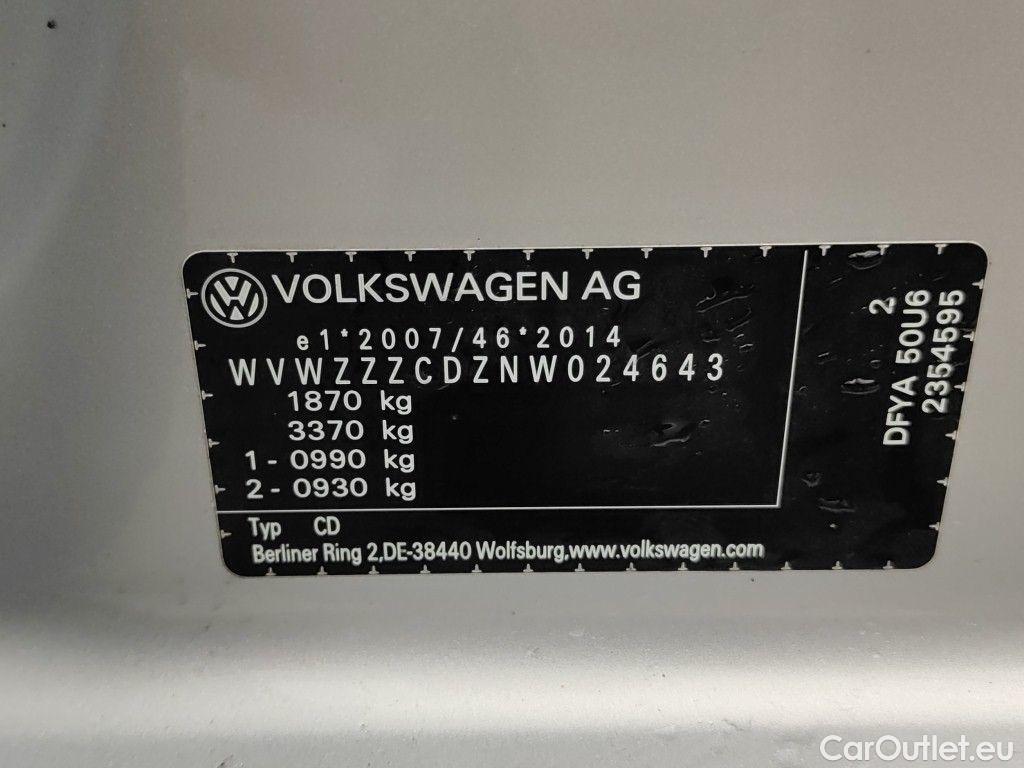 VOLKSWAGEN AG
e1*2007/46*2014
WVWZZZCDZNW024643
1870 kg
3370 kg
1- 0990 kg
2- 0930 kg
Typ CD
Berliner Ring 2,DE-38440 Wolfsburg,www.volkswagen.com
2
DFYA 50U6
2354595
CarOutlet.eu